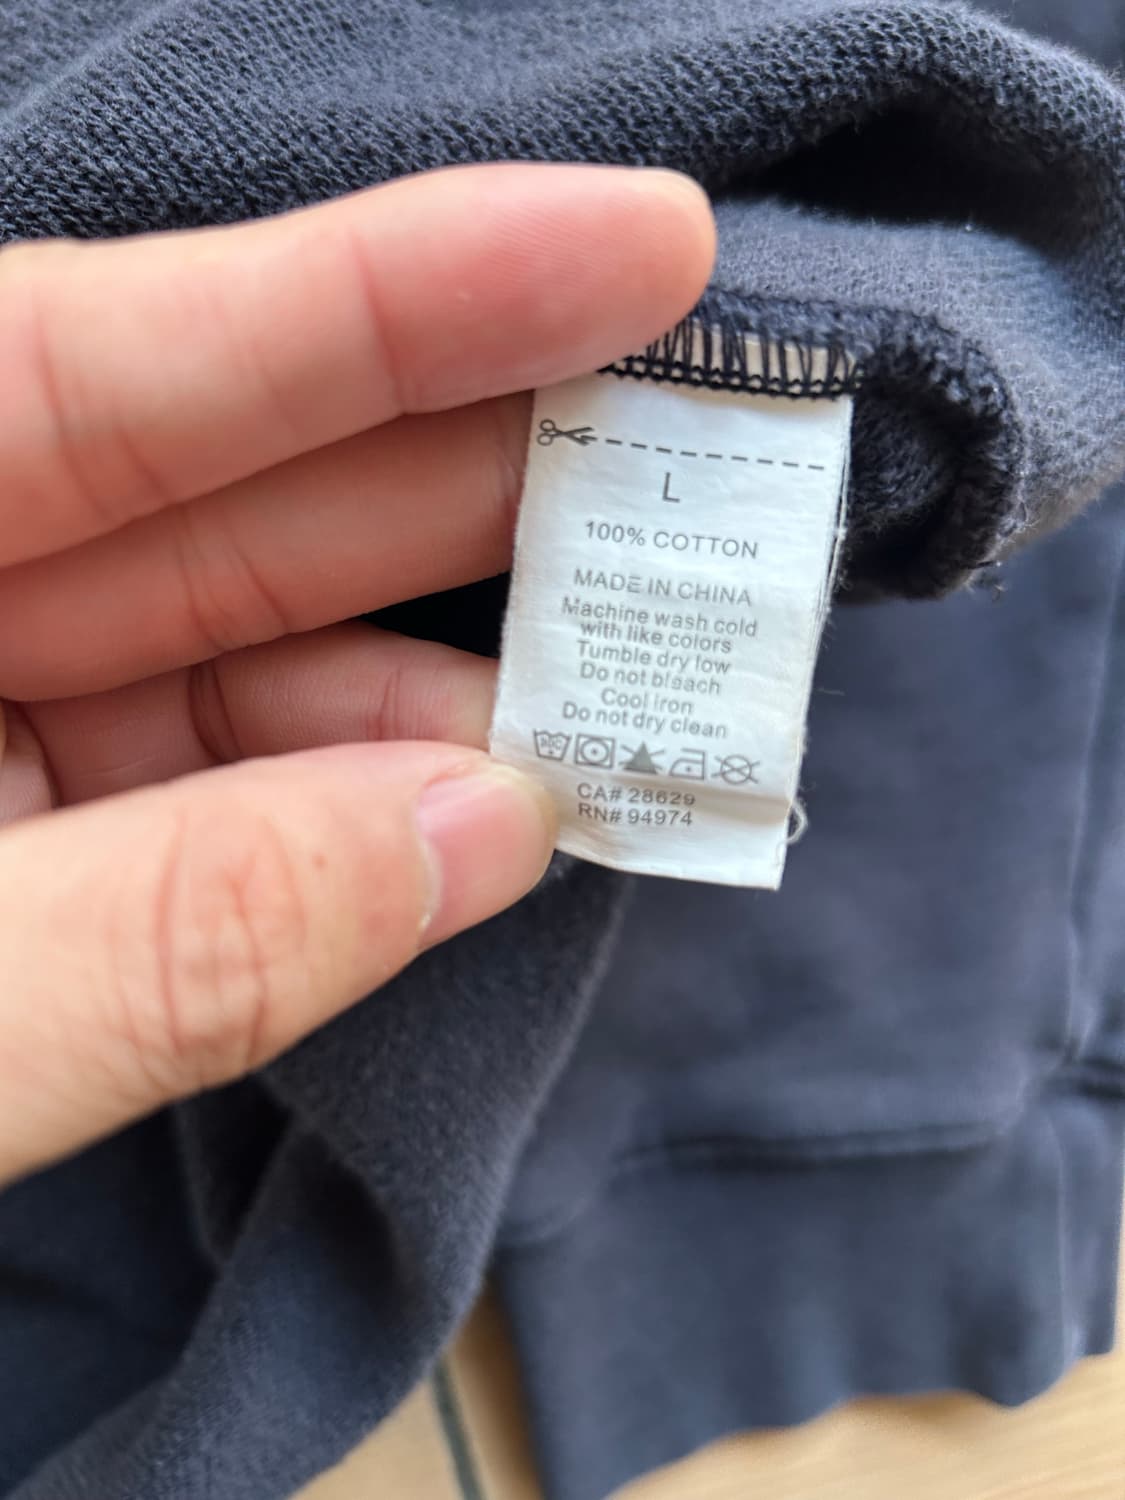 L
100% COTTON
MADE IN CHINA
Machine wash cold
with like colors
Tumble dry low
Do not bleach
Cool iron
Do not dry clean
CA# 28629
RN# 94974